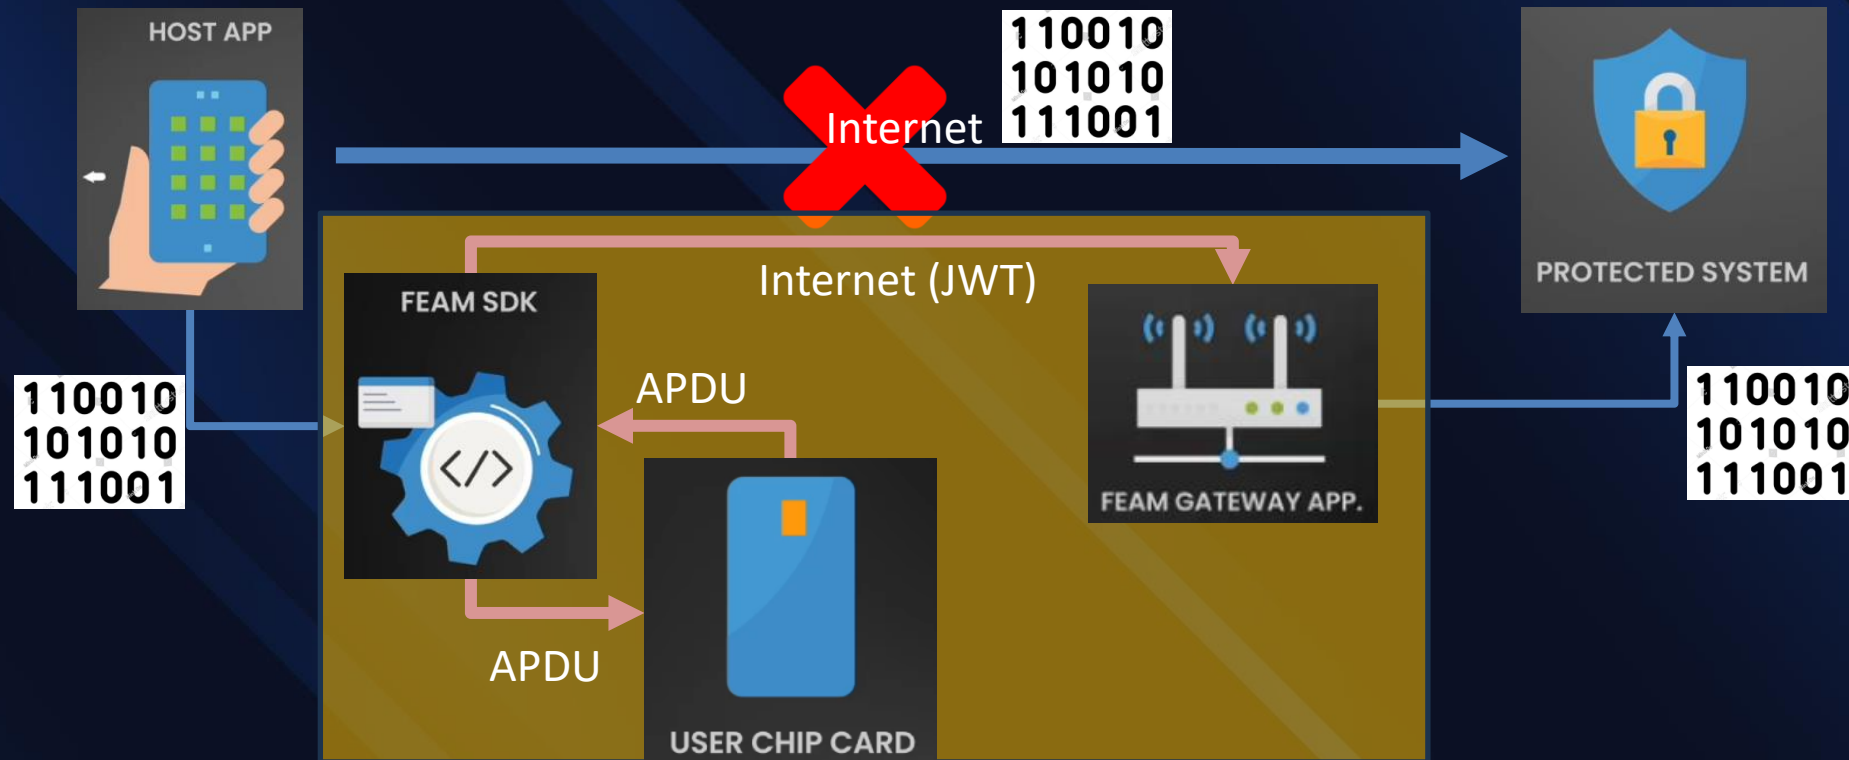 HOST APP
110010
101010
111001
Internet
PROTECTED SYSTEM
Internet (JWT)
FEAM SDK
110010
101010
111001
APDU
</>
FEAM GATEWAY APP.
110010
101010
111001
APDU
USER CHIP CARD